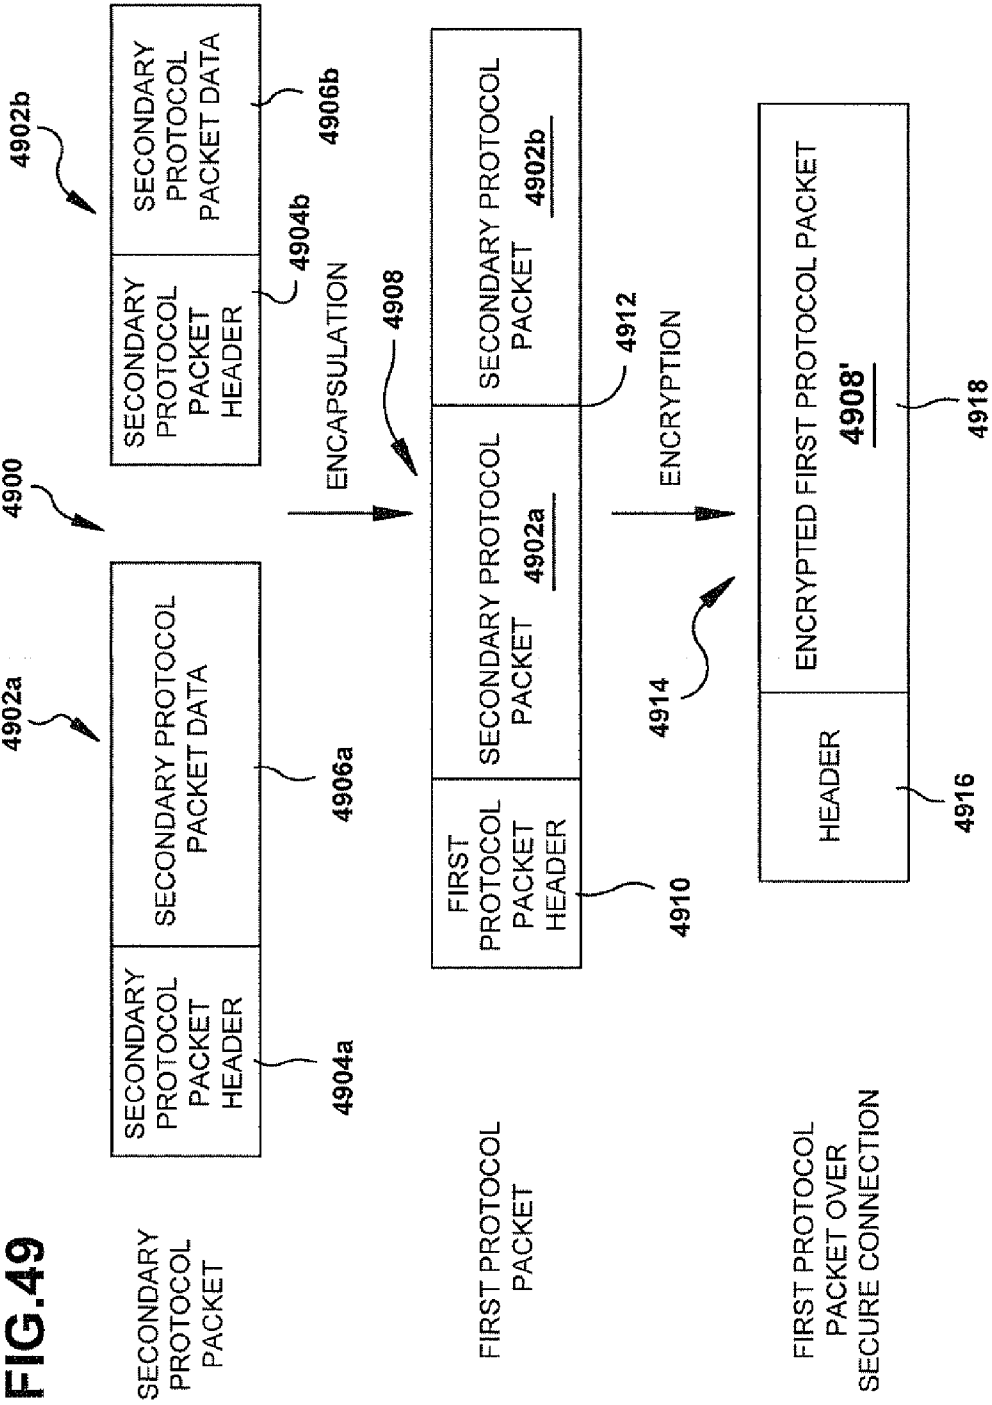 FIG.49
4900
4902a
4902b
SECONDARY
PROTOCOL
PACKET
SECONDARY
PROTOCOL
PACKET
HEADER
SECONDARY PROTOCOL
PACKET DATA
SECONDARY
PROTOCOL
PACKET
HEADER
SECONDARY
PROTOCOL
PACKET DATA
4904a
4906a
4904b
4906b
ENCAPSULATION
4908
FIRST PROTOCOL
PACKET
FIRST
PROTOCOL
PACKET
HEADER
SECONDARY PROTOCOL
PACKET
4902a
SECONDARY PROTOCOL
PACKET
4902b
4910
4912
ENCRYPTION
4914
FIRST PROTOCOL
PACKET OVER
SECURE CONNECTION
HEADER
ENCRYPTED FIRST PROTOCOL PACKET
4908'
4916
4918